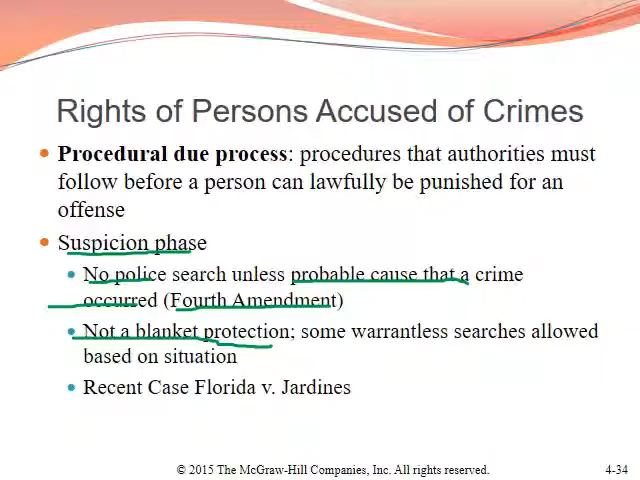 Rights of Persons Accused of Crimes
Procedural due process: procedures that authorities must
follow before a person can lawfully be punished for an
offense
Suspicion phase
No police search unless probable cause that a crime
occurred (Fourth Amendment)
Not a blanket protection; some warrantless searches allowed
based on situation
Recent Case Florida v. Jardines
© 2015 The McGraw-Hill Companies, Inc. All rights reserved.
4-34